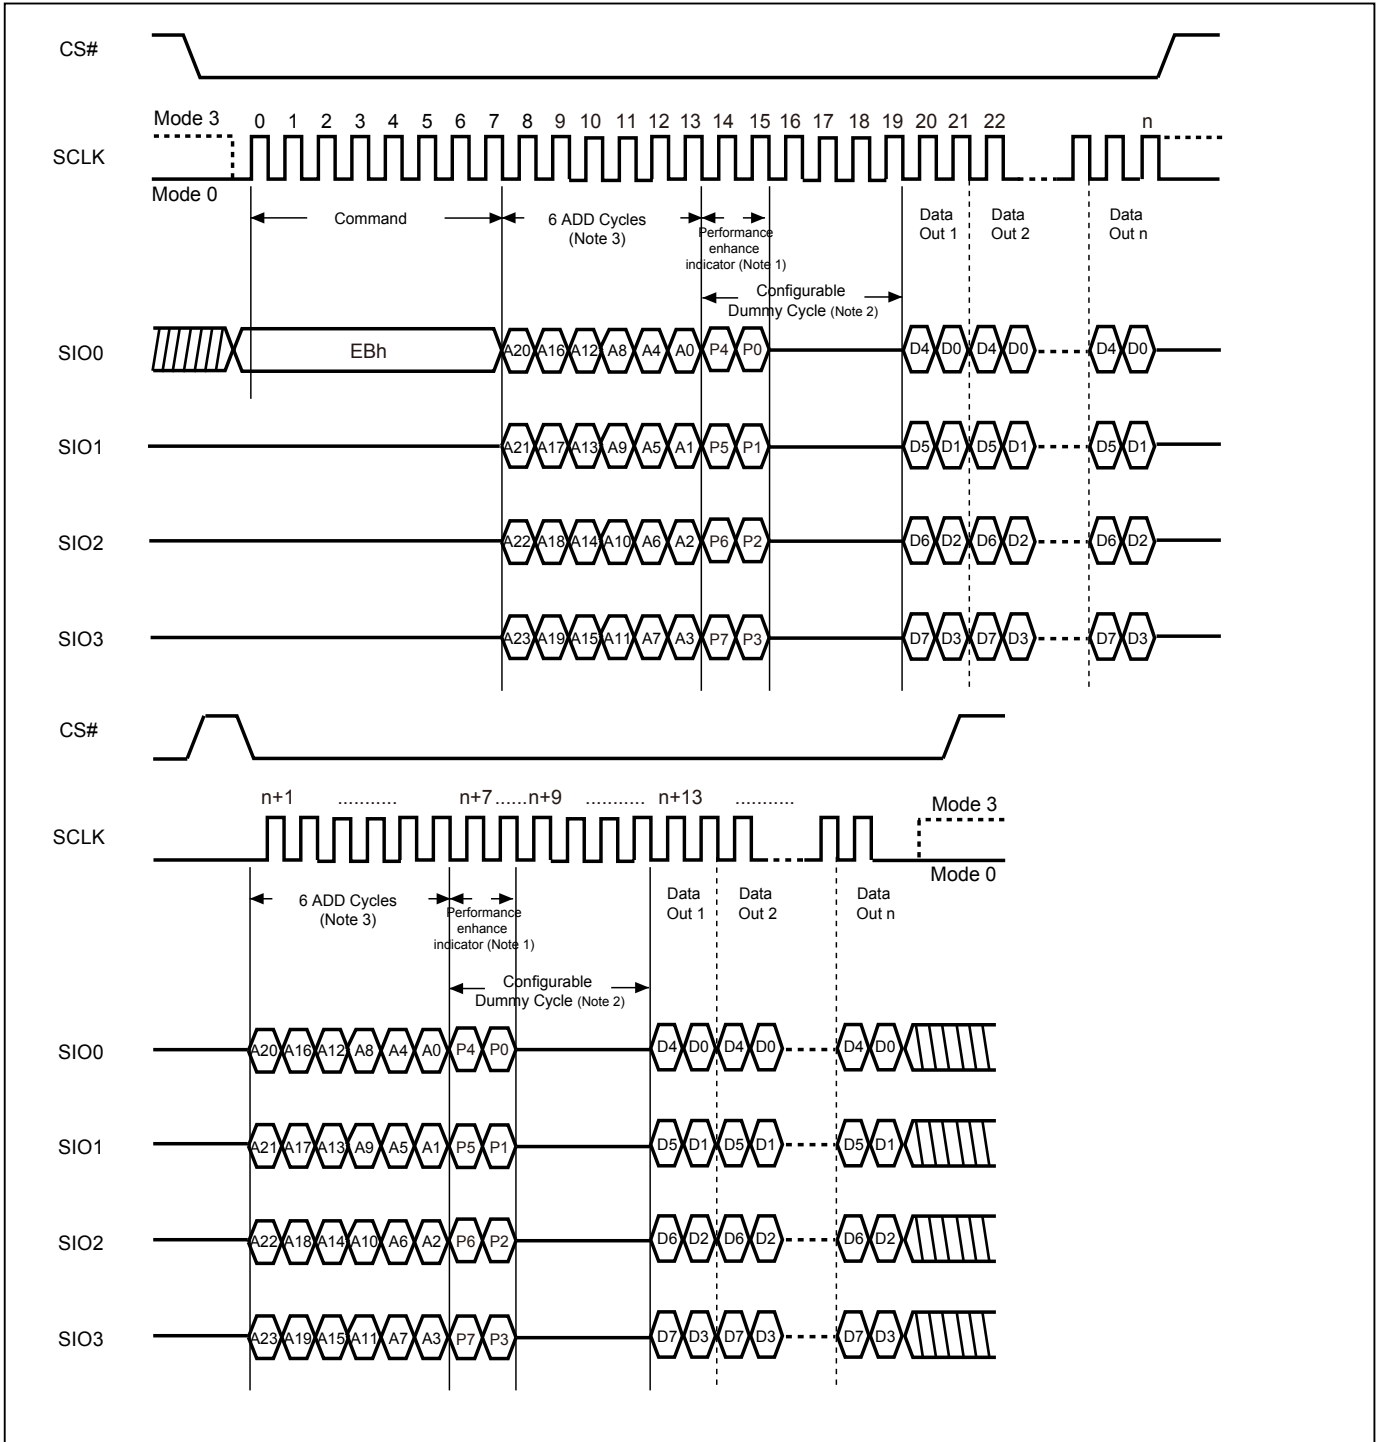 CS#
Mode 3
0 1 2 3 4 5 6 7 8 9 10 11 12 13 14 15 16 17 18 19 20 21 22 n
SCLK
Mode 0
Command
6 ADD Cycles
(Note 3)
Performance
enhance
indicator (Note 1)
Data
Out 1
Data
Out 2
Data
Out n
Configurable
Dummy Cycle (Note 2)
SIO0 EBh A20 A16 A12 A8 A4 A0 P4 P0 D4 D0 D4 D0 D4 D0
SIO1 A21 A17 A13 A9 A5 A1 P5 P1 D5 D1 D5 D1 D5 D1
SIO2 A22 A18 A14 A10 A6 A2 P6 P2 D6 D2 D6 D2 D6 D2
SIO3 A23 A19 A15 A11 A7 A3 P7 P3 D7 D3 D7 D3 D7 D3
CS#
n+1 ........... n+7 ...... n+9 ........... n+13 ...........
Mode 3
SCLK
Mode 0
6 ADD Cycles
(Note 3)
Performance
enhance
indicator (Note 1)
Data
Out 1
Data
Out 2
Data
Out n
Configurable
Dummy Cycle (Note 2)
SIO0 A20 A16 A12 A8 A4 A0 P4 P0 D4 D0 D4 D0 D4 D0
SIO1 A21 A17 A13 A9 A5 A1 P5 P1 D5 D1 D5 D1 D5 D1
SIO2 A22 A18 A14 A10 A6 A2 P6 P2 D6 D2 D6 D2 D6 D2
SIO3 A23 A19 A15 A11 A7 A3 P7 P3 D7 D3 D7 D3 D7 D3